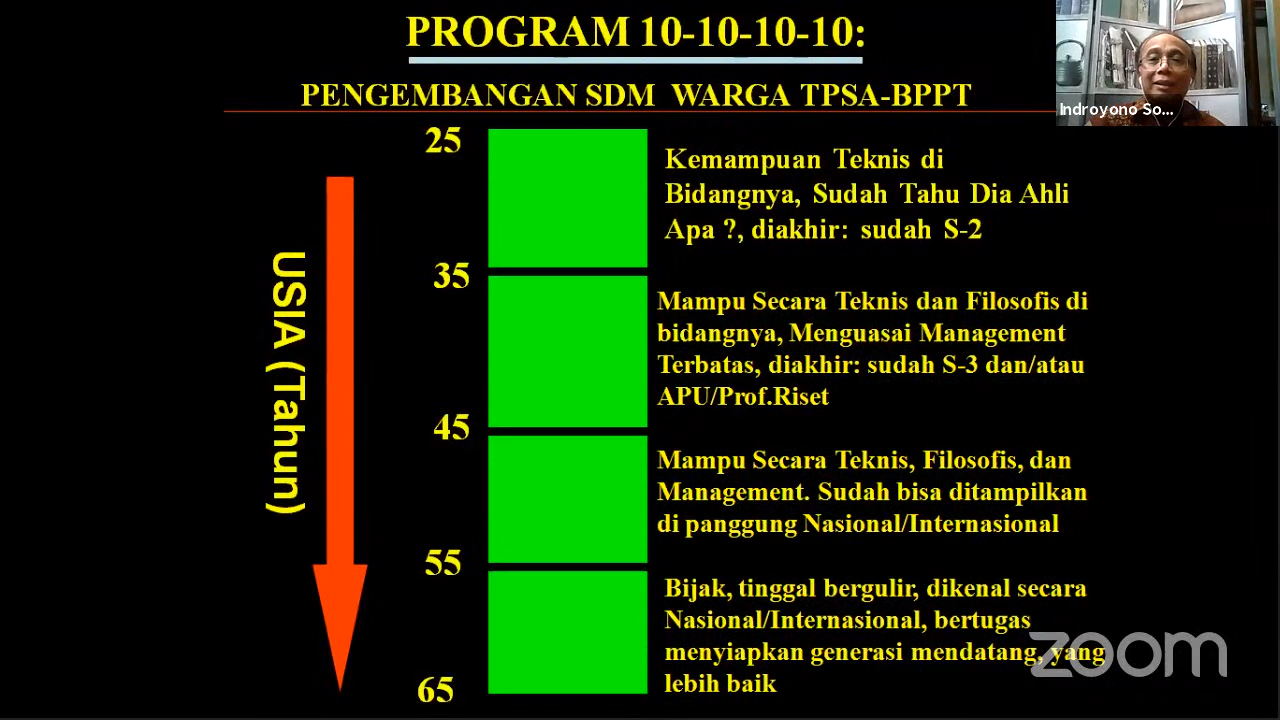 PROGRAM 10-10-10-10:
PENGEMBANGAN SDM WARGA TPSA-BPPT
Indroyono So...
USIA (Tahun)
25
Kemampuan Teknis di
Bidangnya, Sudah Tahu Dia Ahli
Apa ?, diakhir: sudah S-2
35
Mampu Secara Teknis dan Filosofis di
bidangnya, Menguasai Management
Terbatas, diakhir: sudah S-3 dan/atau
APU/Prof.Riset
45
Mampu Secara Teknis, Filosofis, dan
Management. Sudah bisa ditampilkan
di panggung Nasional/Internasional
55
Bijak, tinggal bergulir, dikenal secara
Nasional/Internasional, bertugas
menyiapkan generasi mendatang, yang
lebih baik
65
zoom